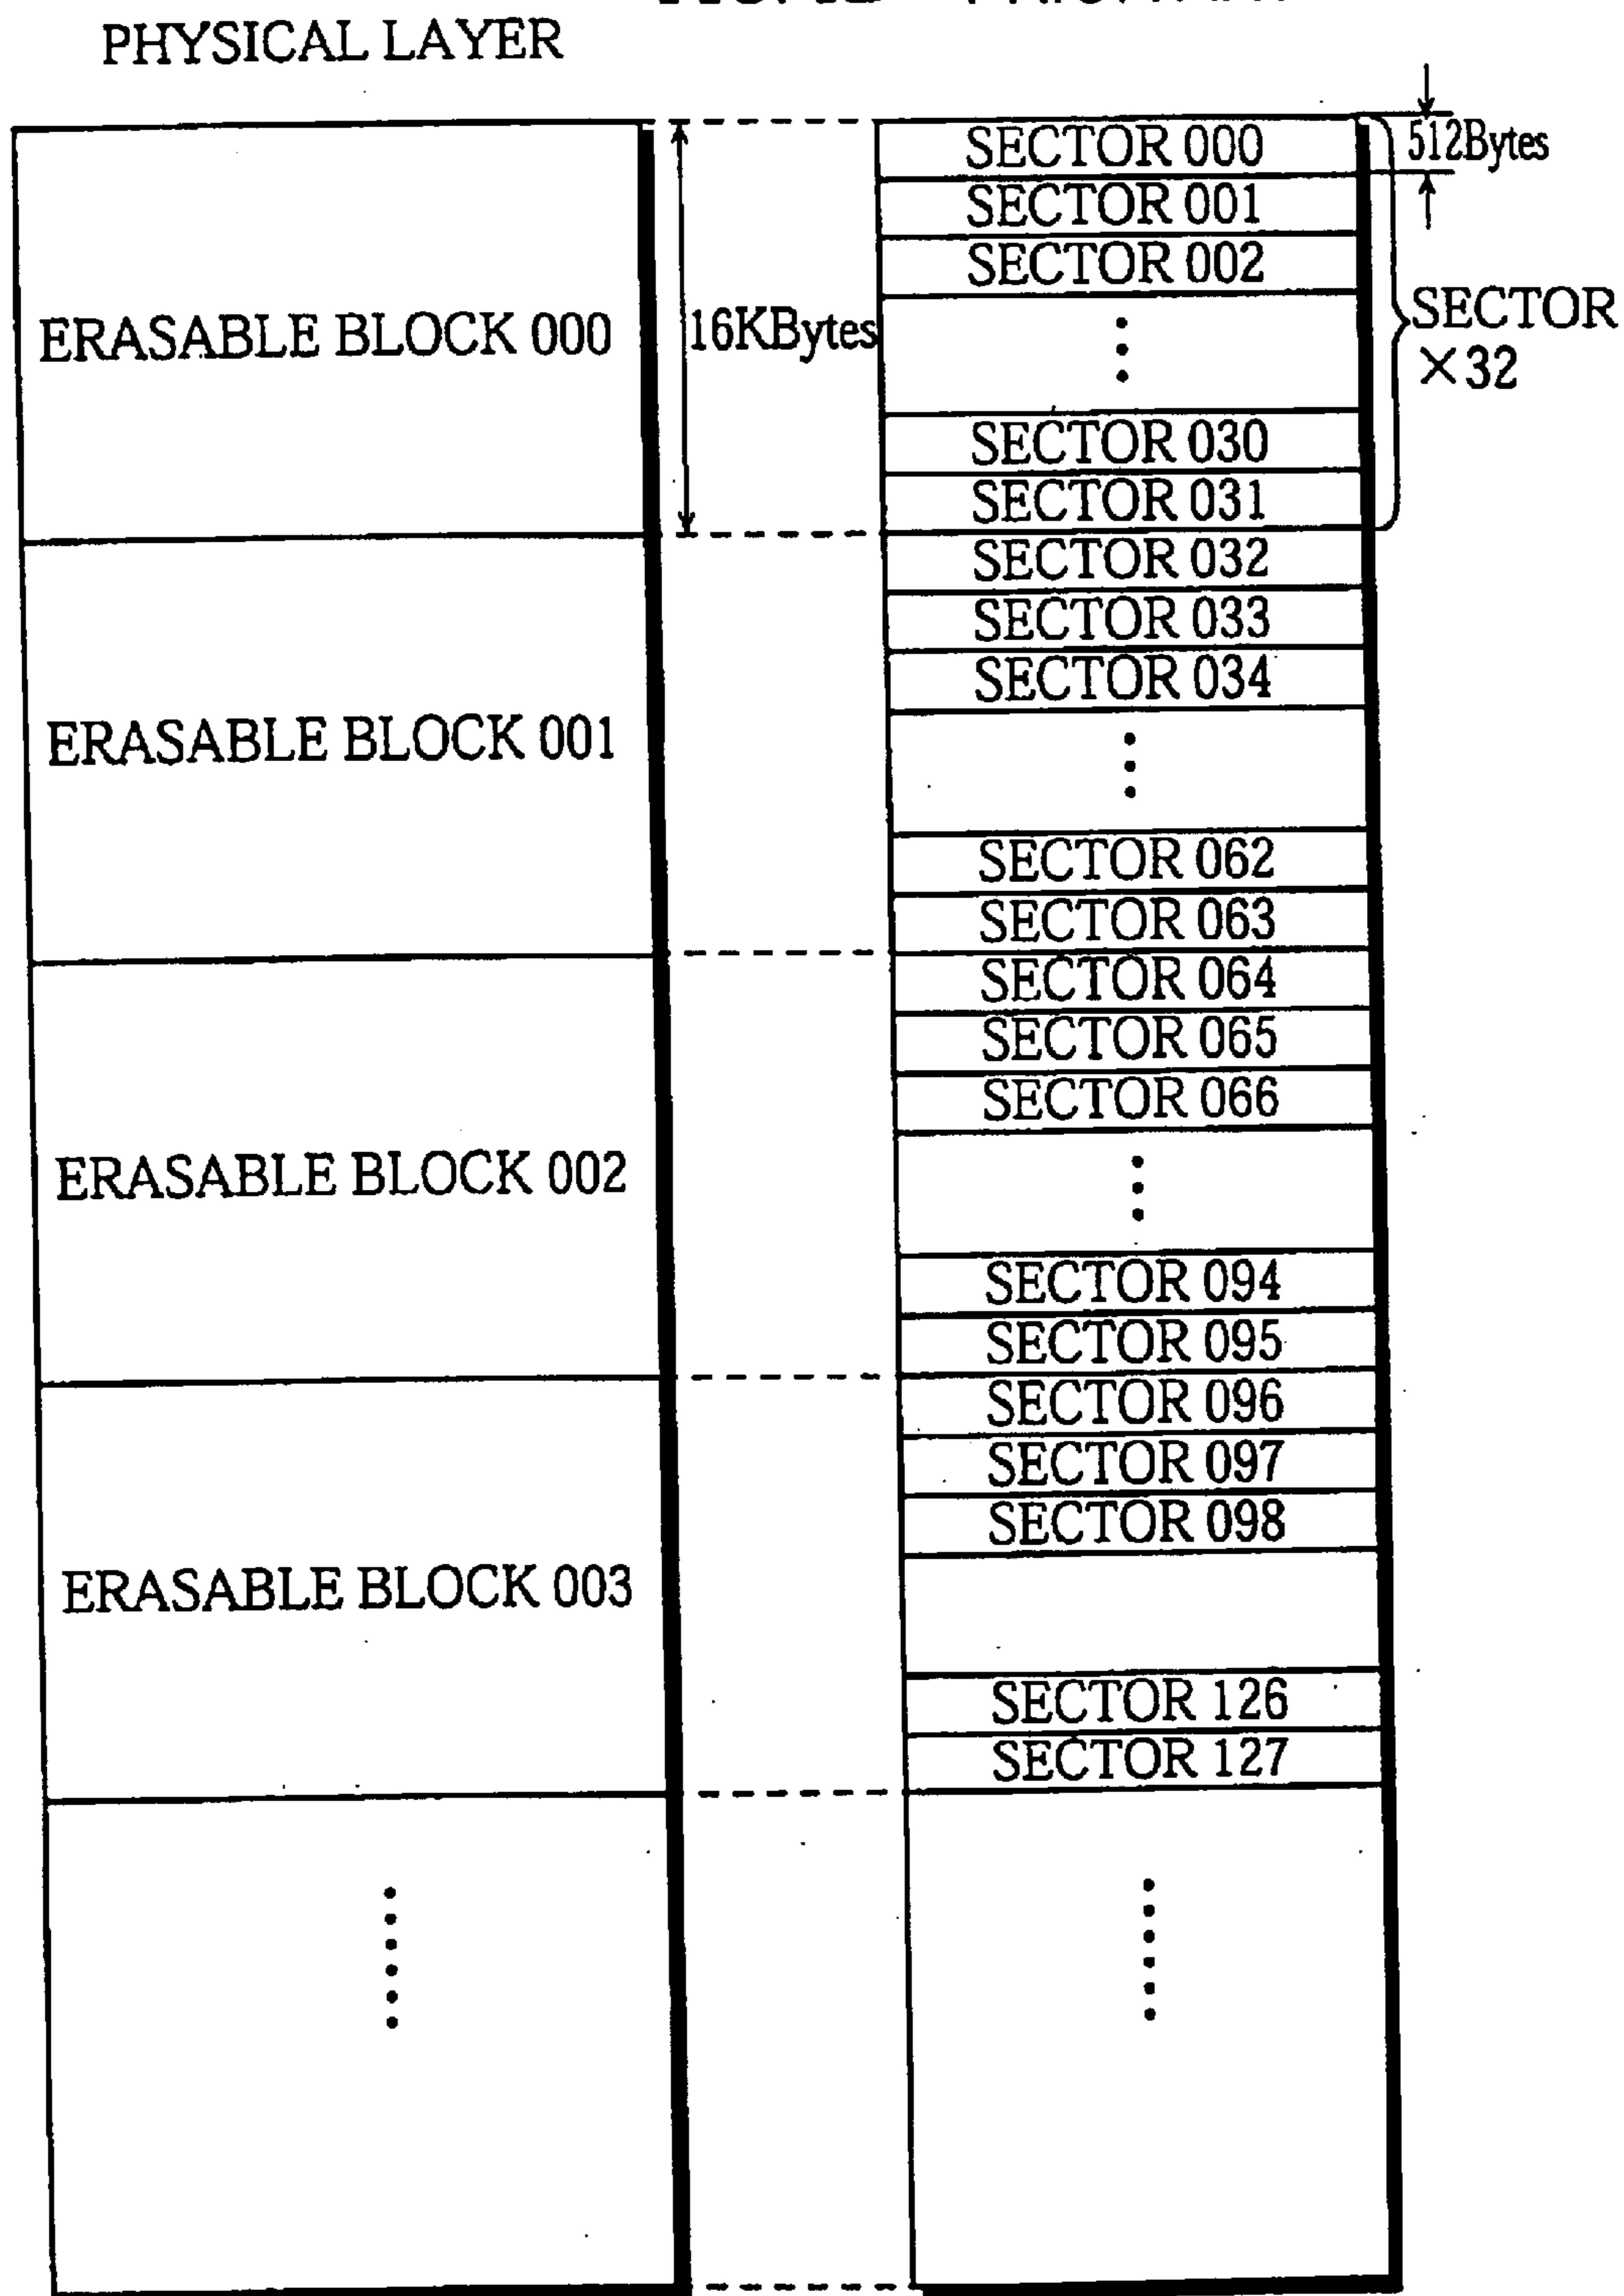 PHYSICAL LAYER
ERASABLE BLOCK 000
ERASABLE BLOCK 001
ERASABLE BLOCK 002
ERASABLE BLOCK 003
16KBytes
SECTOR 000
SECTOR 001
SECTOR 002
SECTOR 030
SECTOR 031
SECTOR 032
SECTOR 033
SECTOR 034
SECTOR 062
SECTOR 063
SECTOR 064
SECTOR 065
SECTOR 066
SECTOR 094
SECTOR 095
SECTOR 096
SECTOR 097
SECTOR 098
SECTOR 126
SECTOR 127
512Bytes
SECTOR
×32